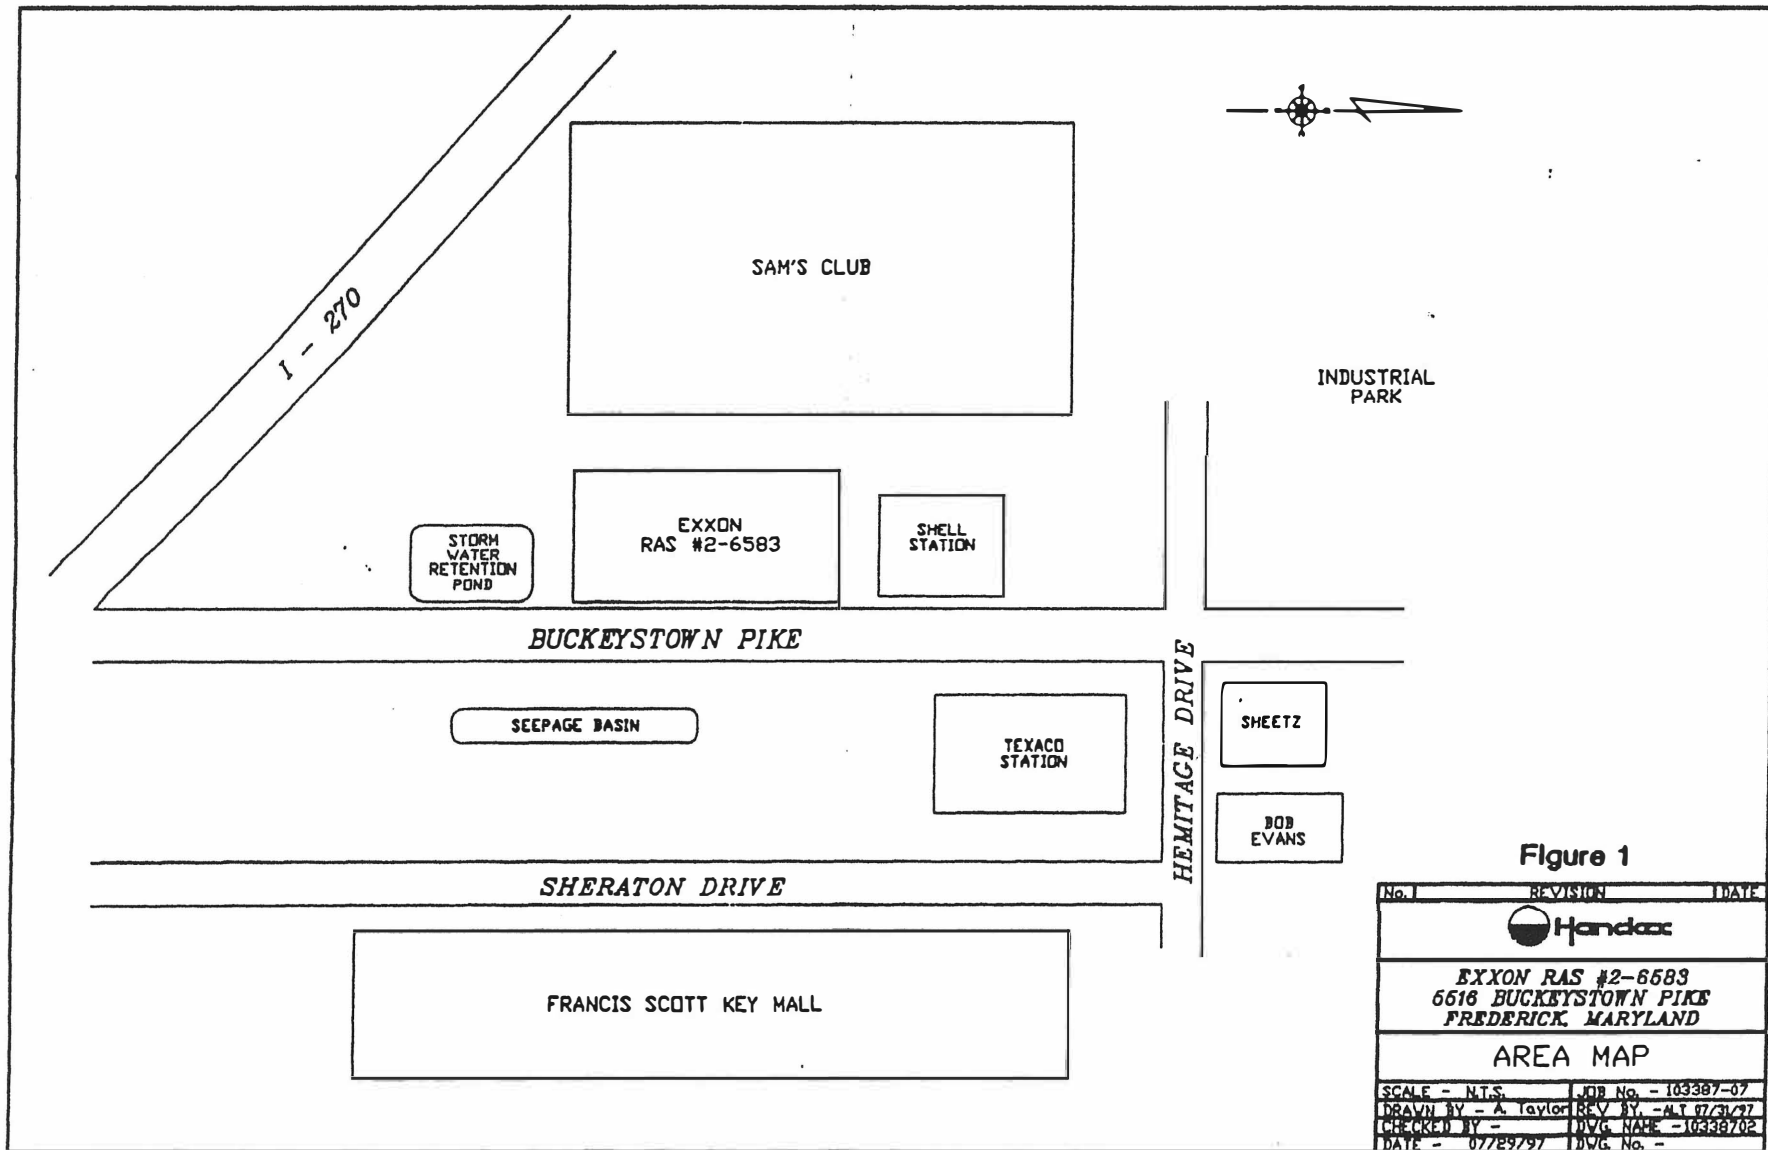 I - 270
SAM'S CLUB
INDUSTRIAL
PARK
STORM
WATER
RETENTION
POND
EXXON
RAS #2-6583
SHELL
STATION
BUCKEYSTOWN PIKE
HEMITAGE DRIVE
SEEPAGE BASIN
TEXACO
STATION
SHEETZ
BOB
EVANS
SHERATON DRIVE
FRANCIS SCOTT KEY MALL
Figure 1
No. REVISION DATE
Handex
EXXON RAS #2-6583
5516 BUCKEYSTOWN PIKE
FREDERICK, MARYLAND
AREA MAP
SCALE - N.T.S. JOB No. - 103387-07
DRAWN BY - A. Taylor REV BY. -ALT 07/31/97
CHECKED BY - DWG. NAME -10338702
DATE - 07/29/97 DWG. No. -